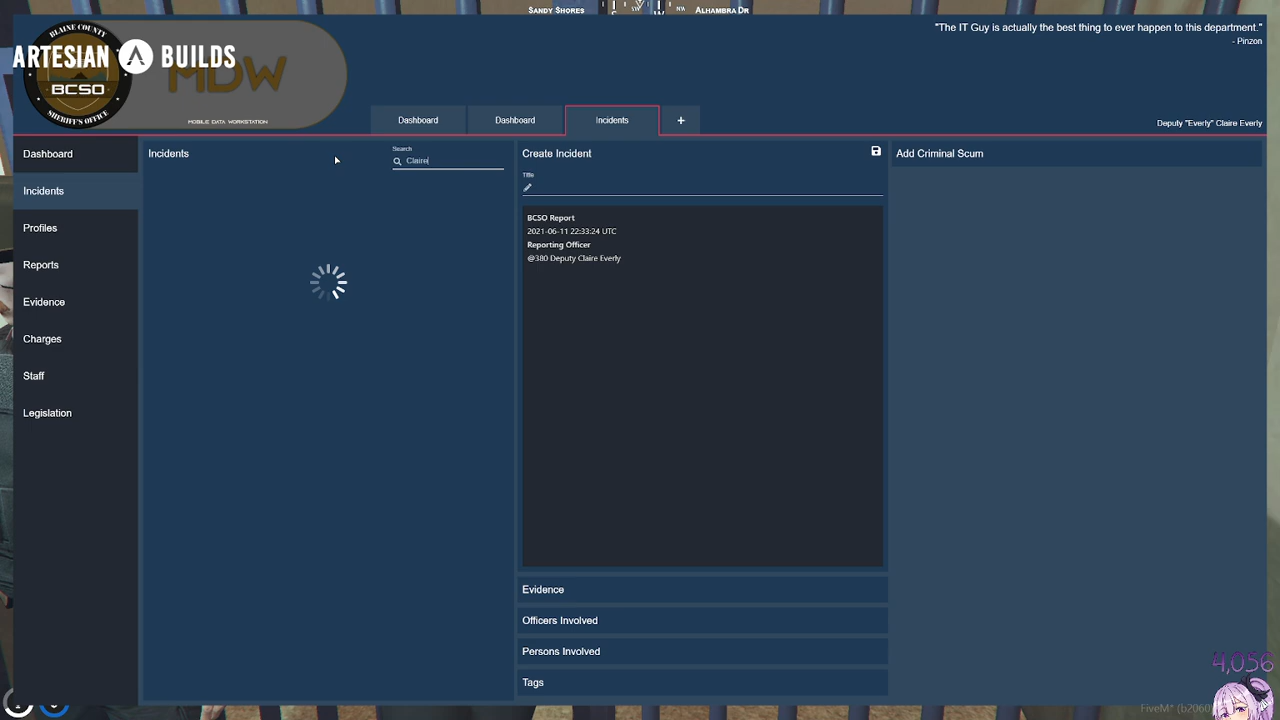 SANDY SHORES
ALHAMBRA DR
"The IT Guy is actually the best thing to ever happen to this department."
- Pinzon
ARTESIAN BUILDS
BLAINE COUNTY
BCSO
SHERIFF'S OFFICE
MDW
MOBILE DATA WORKSTATION
Dashboard
Dashboard
Incidents
+
Deputy "Everly" Claire Everly
Dashboard
Incidents
Profiles
Reports
Evidence
Charges
Staff
Legislation
Incidents
Search
Claire
Create Incident
Title
BCSO Report
2021-06-11 22:33:24 UTC
Reporting Officer
@380 Deputy Claire Everly
Evidence
Officers Involved
Persons Involved
Tags
Add Criminal Scum
4,056
FiveM* (b2060